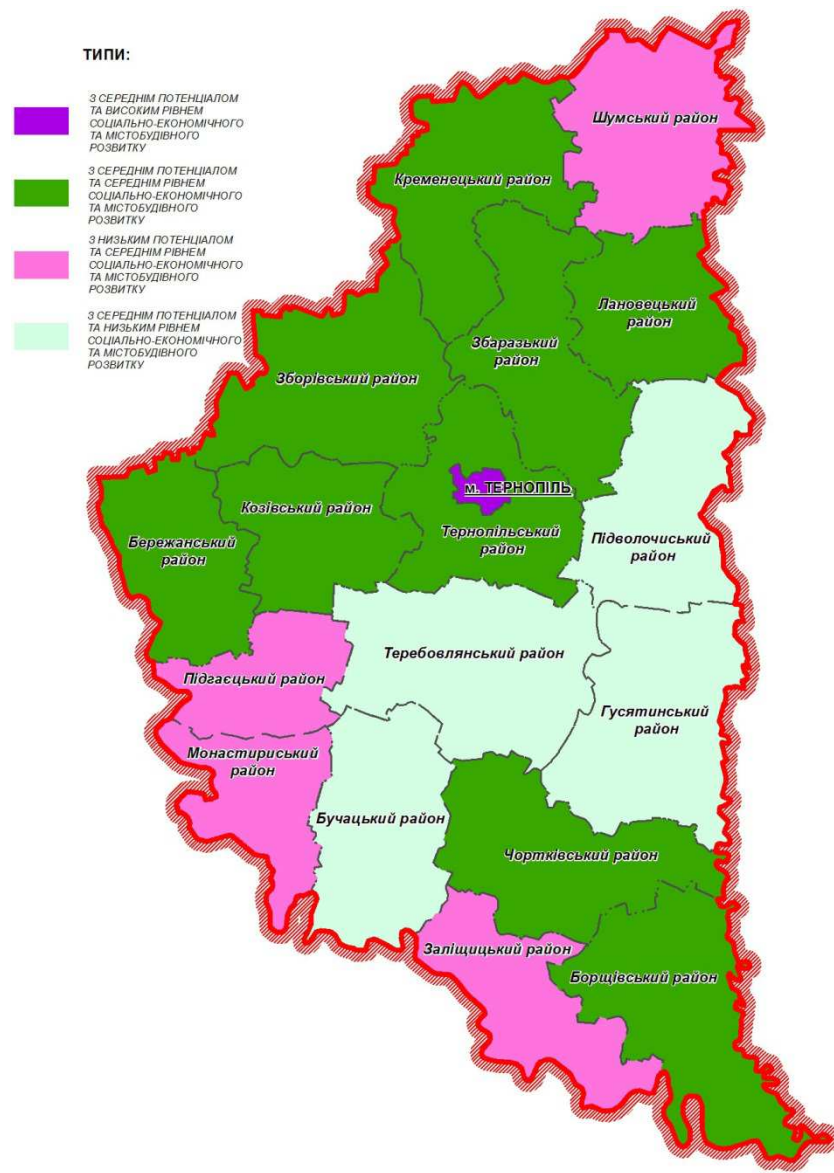 ТИПИ:
З СЕРЕДНІМ ПОТЕНЦІАЛОМ
ТА ВИСОКИМ РІВНЕМ
СОЦІАЛЬНО-ЕКОНОМІЧНОГО
ТА МІСТОБУДІВНОГО
РОЗВИТКУ
З СЕРЕДНІМ ПОТЕНЦІАЛОМ
ТА СЕРЕДНІМ РІВНЕМ
СОЦІАЛЬНО-ЕКОНОМІЧНОГО
ТА МІСТОБУДІВНОГО
РОЗВИТКУ
З НИЗЬКИМ ПОТЕНЦІАЛОМ
ТА СЕРЕДНІМ РІВНЕМ
СОЦІАЛЬНО-ЕКОНОМІЧНОГО
ТА МІСТОБУДІВНОГО
РОЗВИТКУ
З СЕРЕДНІМ ПОТЕНЦІАЛОМ
ТА НИЗЬКИМ РІВНЕМ
СОЦІАЛЬНО-ЕКОНОМІЧНОГО
ТА МІСТОБУДІВНОГО
РОЗВИТКУ
Шумський район
Кременецький район
Лановецький
район
Збаразький
район
Зборівський район
м. ТЕРНОПІЛЬ
Козівський район
Тернопільський
район
Підволочиський
район
Бережанський
район
Теребовлянський район
Підгаєцький район
Гусятинський
район
Монастириський
район
Бучацький район
Чортківський район
Заліщицький район
Борщівський район